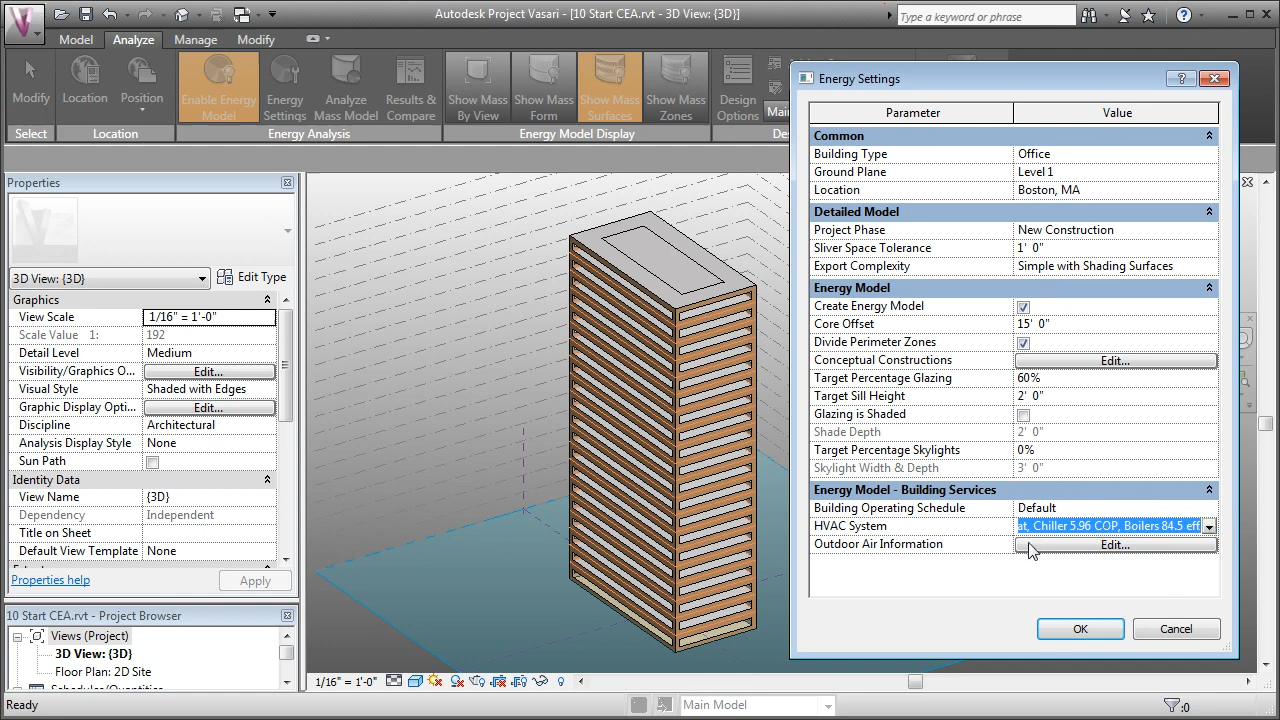 Autodesk Project Vasari - [10 Start CEA.rvt - 3D View: {3D}]
Type a keyword or phrase
Model Analyze Manage Modify
Modify
Location
Position
Enable Energy Model
Energy Settings
Analyze Mass Model
Results & Compare
Show Mass By View
Show Mass Form
Show Mass Surfaces
Show Mass Zones
Design Options
Main
Select
Location
Energy Analysis
Energy Model Display
Properties
3D View: {3D}
Edit Type
Graphics
View Scale 1/16" = 1'-0"
Scale Value 1: 192
Detail Level Medium
Visibility/Graphics O... Edit...
Visual Style Shaded with Edges
Graphic Display Opti... Edit...
Discipline Architectural
Analysis Display Style None
Sun Path
Identity Data
View Name {3D}
Dependency Independent
Title on Sheet
Default View Template None
Properties help
Apply
10 Start CEA.rvt - Project Browser
Views (Project)
3D View: {3D}
Floor Plan: 2D Site
Schedules/Quantities
Ready
1/16" = 1'-0"
Main Model
:0
Energy Settings
Parameter Value
Common
Building Type Office
Ground Plane Level 1
Location Boston, MA
Detailed Model
Project Phase New Construction
Sliver Space Tolerance 1' 0"
Export Complexity Simple with Shading Surfaces
Energy Model
Create Energy Model
Core Offset 15' 0"
Divide Perimeter Zones
Conceptual Constructions Edit...
Target Percentage Glazing 60%
Target Sill Height 2' 0"
Glazing is Shaded
Shade Depth 2' 0"
Target Percentage Skylights 0%
Skylight Width & Depth 3' 0"
Energy Model - Building Services
Building Operating Schedule Default
HVAC System at, Chiller 5.96 COP, Boilers 84.5 eff
Outdoor Air Information Edit...
OK Cancel